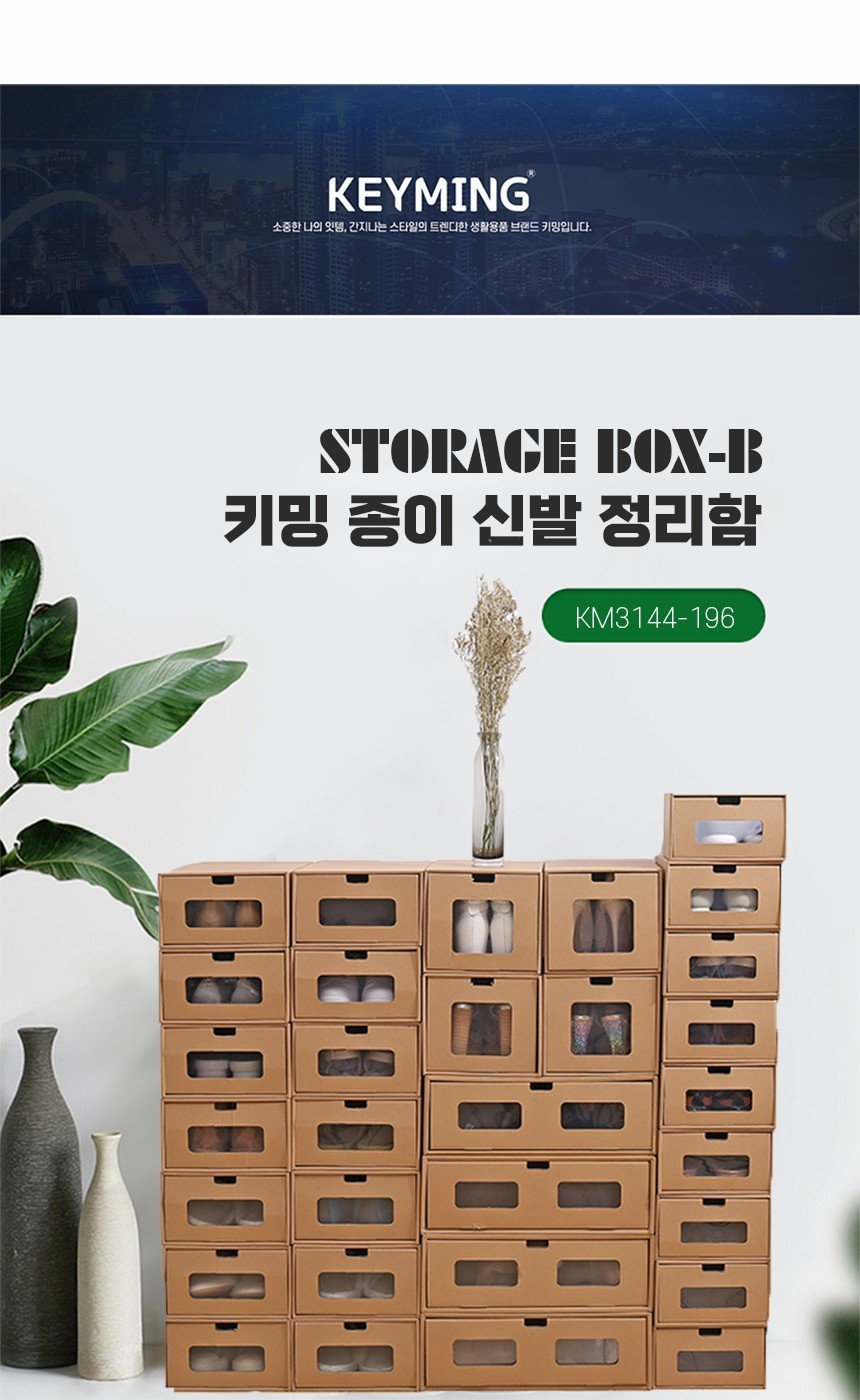 KEYMING®
소중한 나의 잇템, 간지나는 스타일의 트렌디한 생활용품 브랜드 키밍입니다.
STORAGE BOX-B
키밍 종이 신발 정리함
KM3144-196